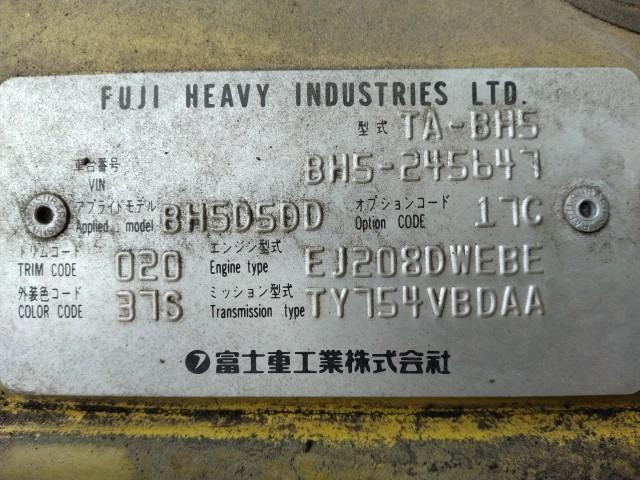 FUJI HEAVY INDUSTRIES LTD.
型式 TA-BH5
車台番号 VIN BH5-245647
アプライドモデル Applied model BH5D5DD オプションコード Option CODE 17C
トリムコード TRIM CODE 020 エンジン型式 Engine type EJ208DWEBE
外装色コード COLOR CODE 37S ミッション型式 Transmission type TY754VBDAA
富士重工業株式会社